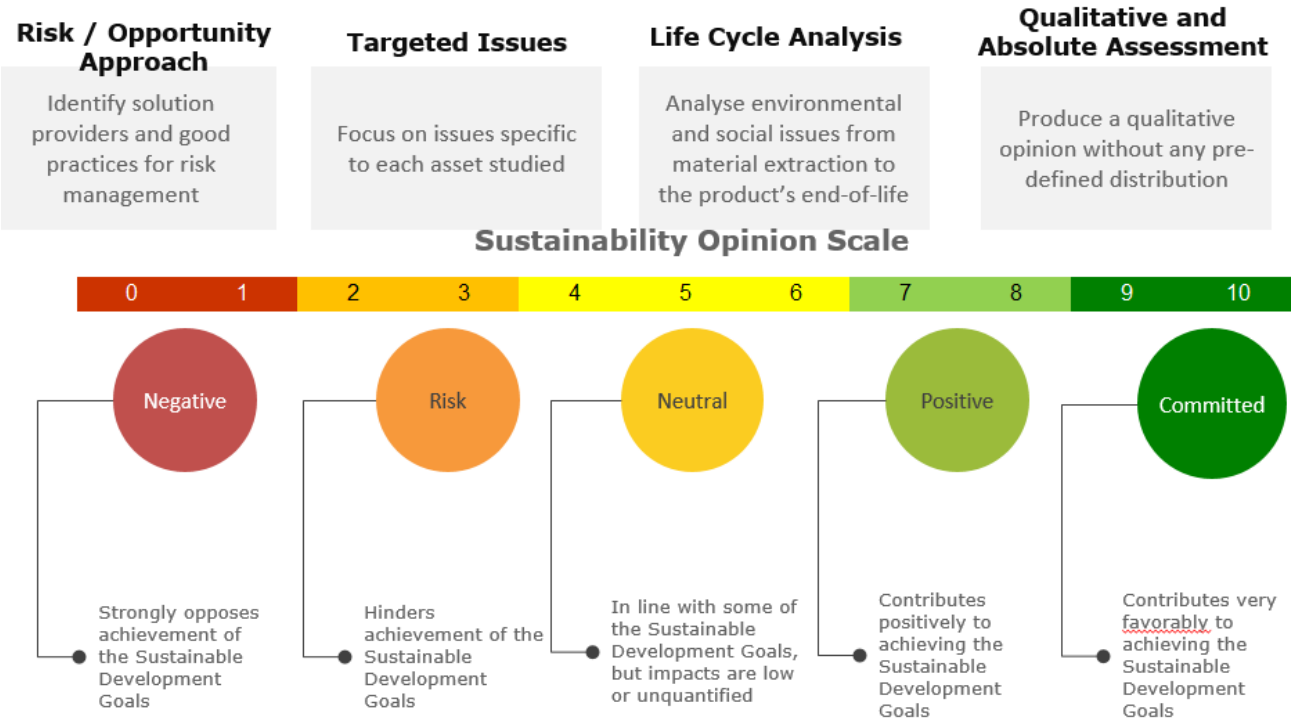 Risk / Opportunity
Approach
Identify solution
providers and good
practices for risk
management
Targeted Issues
Focus on issues specific
to each asset studied
Life Cycle Analysis
Analyse environmental
and social issues from
material extraction to
the product's end-of-life
Qualitative and
Absolute Assessment
Produce a qualitative
opinion without any pre-
defined distribution
Sustainability Opinion Scale
0 1 2 3 4 5 6 7 8 9 10
Negative
Strongly opposes
achievement of
the Sustainable
Development
Goals
Risk
Hinders
achievement of the
Sustainable
Development
Goals
Neutral
In line with some of
the Sustainable
Development Goals,
but impacts are low
or unquantified
Positive
Contributes
positively to
achieving the
Sustainable
Development
Goals
Committed
Contributes very
favorably to
achieving the
Sustainable
Development
Goals